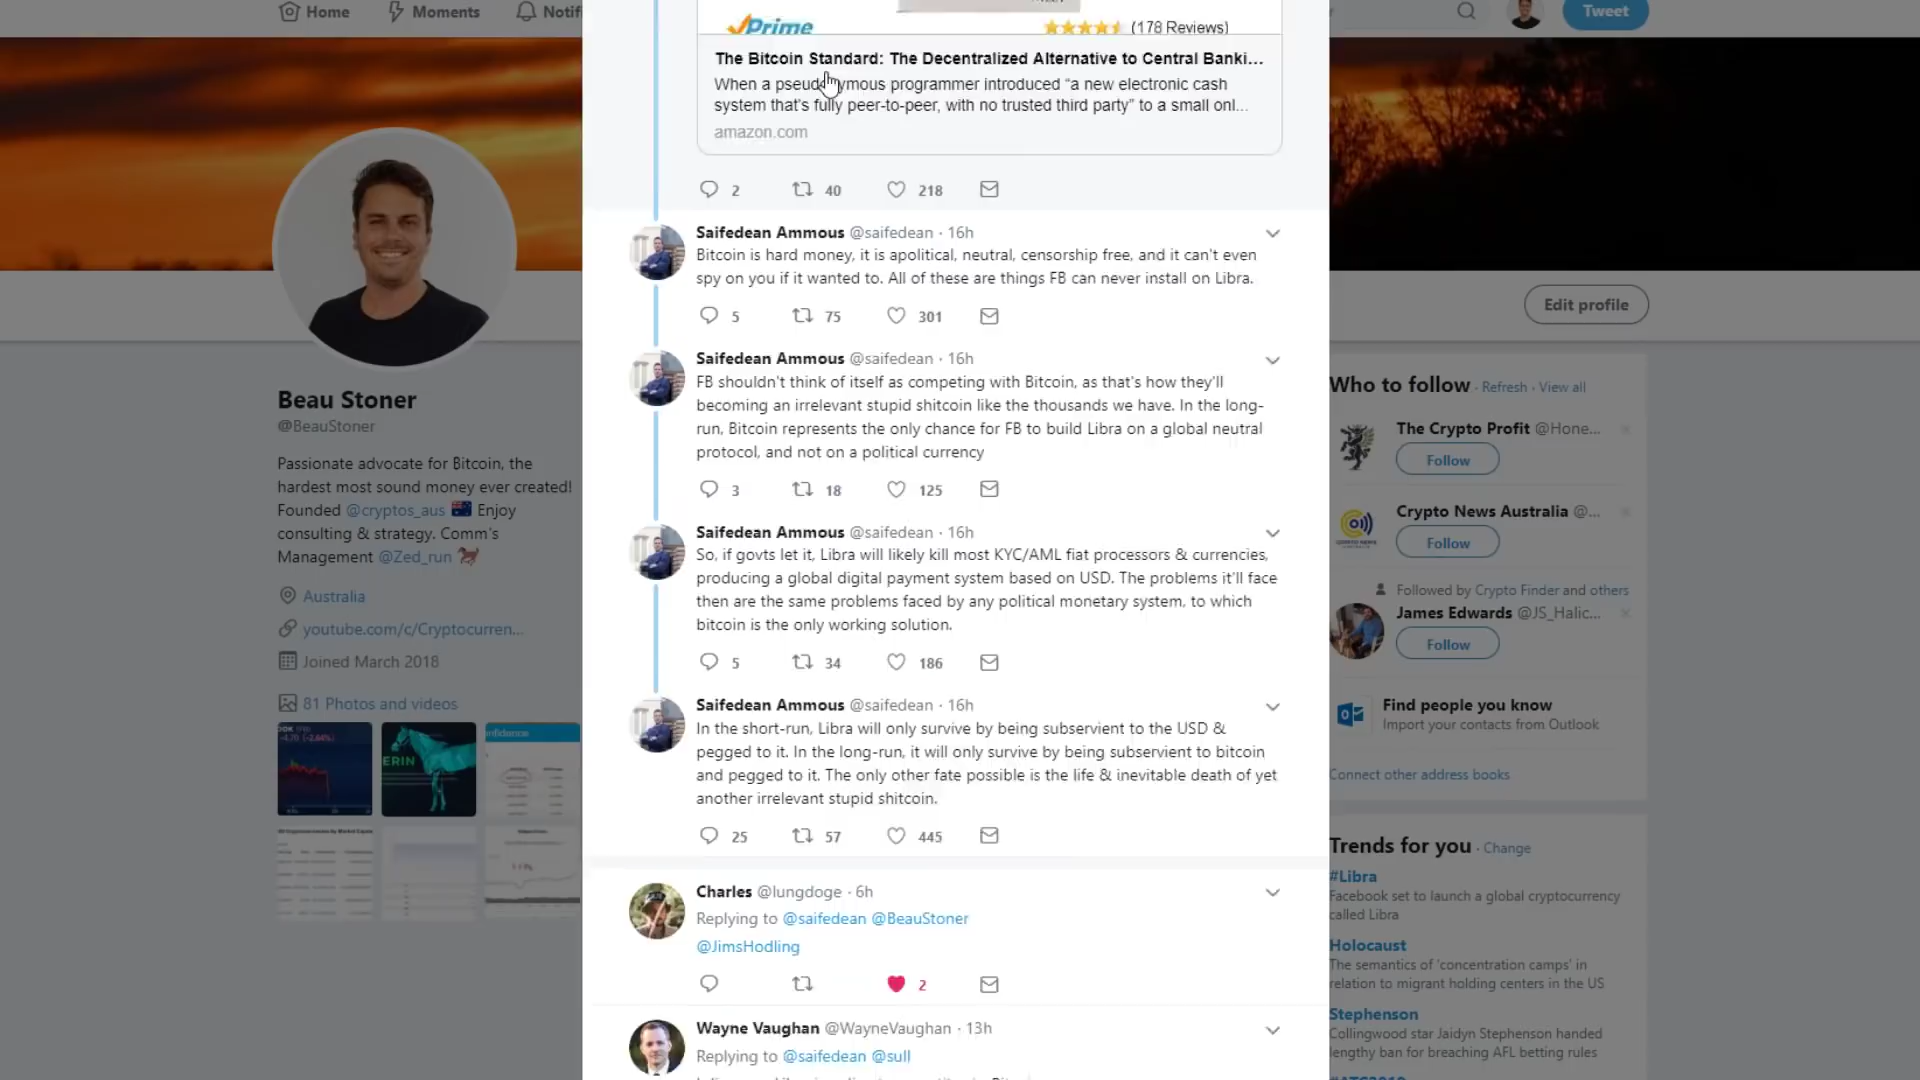 Home
Moments
Notif
Tweet
Prime
(178 Reviews)
The Bitcoin Standard: The Decentralized Alternative to Central Banki...
When a pseud ymous programmer introduced “a new electronic cash
system that's fully peer-to-peer, with no trusted third party” to a small onl...
amazon.com
2 40 218
Saifedean Ammous @saifedean · 16h
Bitcoin is hard money, it is apolitical, neutral, censorship free, and it can't even
spy on you if it wanted to. All of these are things FB can never install on Libra.
5 75 301
Saifedean Ammous @saifedean · 16h
FB shouldn't think of itself as competing with Bitcoin, as that's how they'll
becoming an irrelevant stupid shitcoin like the thousands we have. In the long-
run, Bitcoin represents the only chance for FB to build Libra on a global neutral
protocol, and not on a political currency
3 18 125
Saifedean Ammous @saifedean · 16h
So, if govts let it, Libra will likely kill most KYC/AML fiat processors & currencies,
producing a global digital payment system based on USD. The problems it'll face
then are the same problems faced by any political monetary system, to which
bitcoin is the only working solution.
5 34 186
Saifedean Ammous @saifedean · 16h
In the short-run, Libra will only survive by being subservient to the USD &
pegged to it. In the long-run, it will only survive by being subservient to bitcoin
and pegged to it. The only other fate possible is the life & inevitable death of yet
another irrelevant stupid shitcoin.
25 57 445
Charles @lungdoge · 6h
Replying to @saifedean @BeauStoner
@JimsHodling
2
Wayne Vaughan @WayneVaughan · 13h
Replying to @saifedean @sull
Beau Stoner
@BeauStoner
Passionate advocate for Bitcoin, the
hardest most sound money ever created!
Founded @cryptos_aus Enjoy
consulting & strategy. Comm's
Management @Zed_run
Australia
youtube.com/c/Cryptocurren...
Joined March 2018
81 Photos and videos
-4.70 (-2.64%)
ERIN
nfidence
Edit profile
Who to follow · Refresh · View all
The Crypto Profit @Hone...
Follow
Crypto News Australia @...
Follow
Followed by Crypto Finder and others
James Edwards @JS_Halic...
Follow
Find people you know
Import your contacts from Outlook
Connect other address books
Trends for you · Change
#Libra
Facebook set to launch a global cryptocurrency
called Libra
Holocaust
The semantics of 'concentration camps' in
relation to migrant holding centers in the US
Stephenson
Collingwood star Jaidyn Stephenson handed
lengthy ban for breaching AFL betting rules